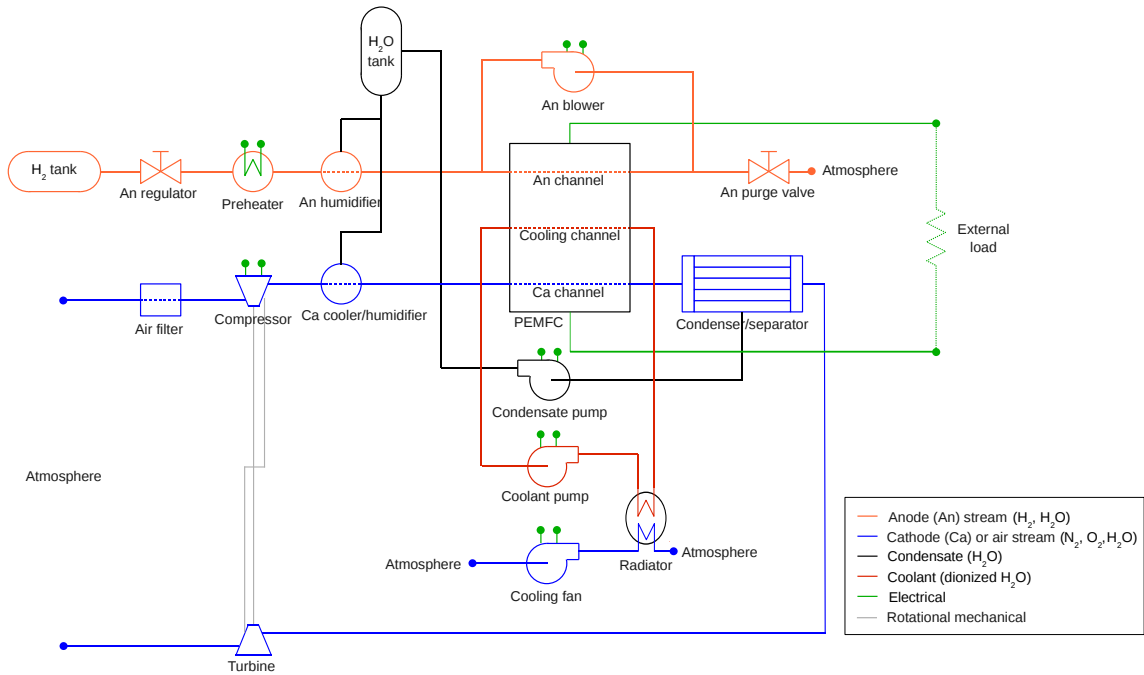 H2O
tank
An blower
H2 tank
An regulator
Preheater
An humidifier
An channel
An purge valve
Atmosphere
Cooling channel
External
load
Air filter
Compressor
Ca cooler/humidifier
Ca channel
PEMFC
Condenser/separator
Condensate pump
Atmosphere
Coolant pump
Atmosphere
Cooling fan
Radiator
Atmosphere
Turbine
Anode (An) stream (H2, H2O)
Cathode (Ca) or air stream (N2, O2,H2O)
Condensate (H2O)
Coolant (dionized H2O)
Electrical
Rotational mechanical